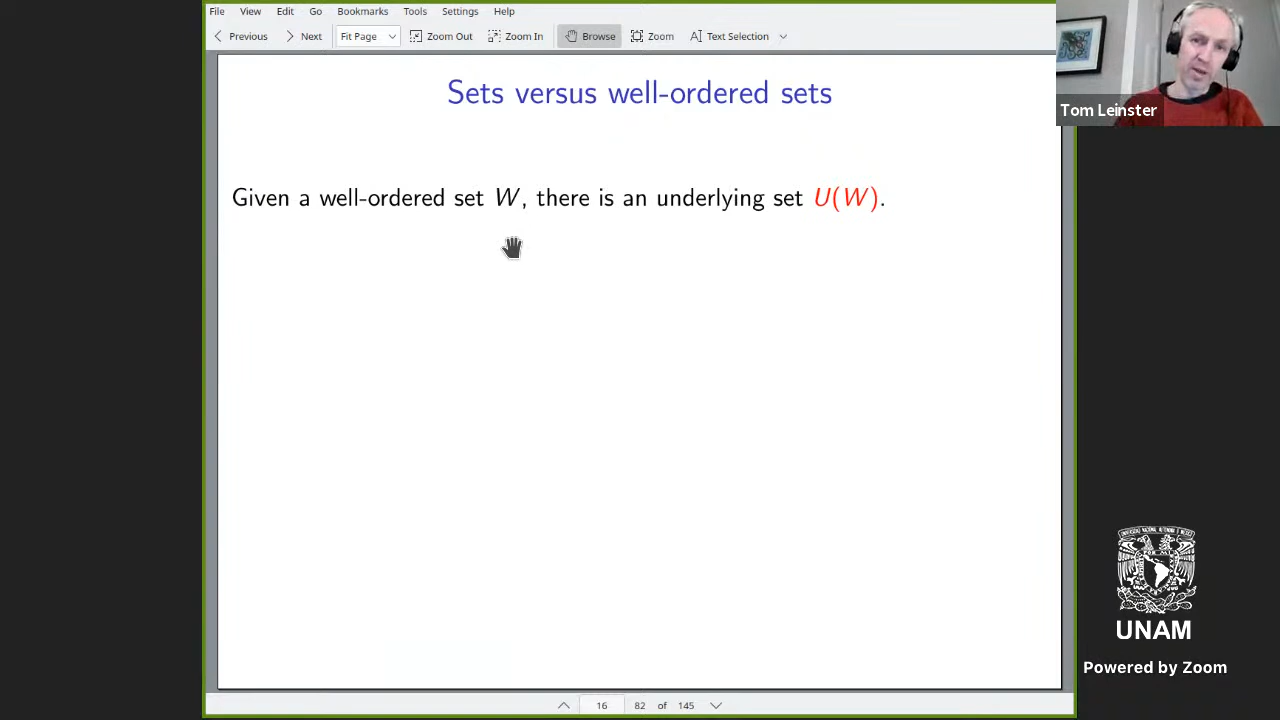 File View Edit Go Bookmarks Tools Settings Help
Previous Next Fit Page Zoom Out Zoom In Browse Zoom Text Selection
Tom Leinster
Sets versus well-ordered sets
Given a well-ordered set W, there is an underlying set U(W).
UNAM
Powered by Zoom
16 82 of 145